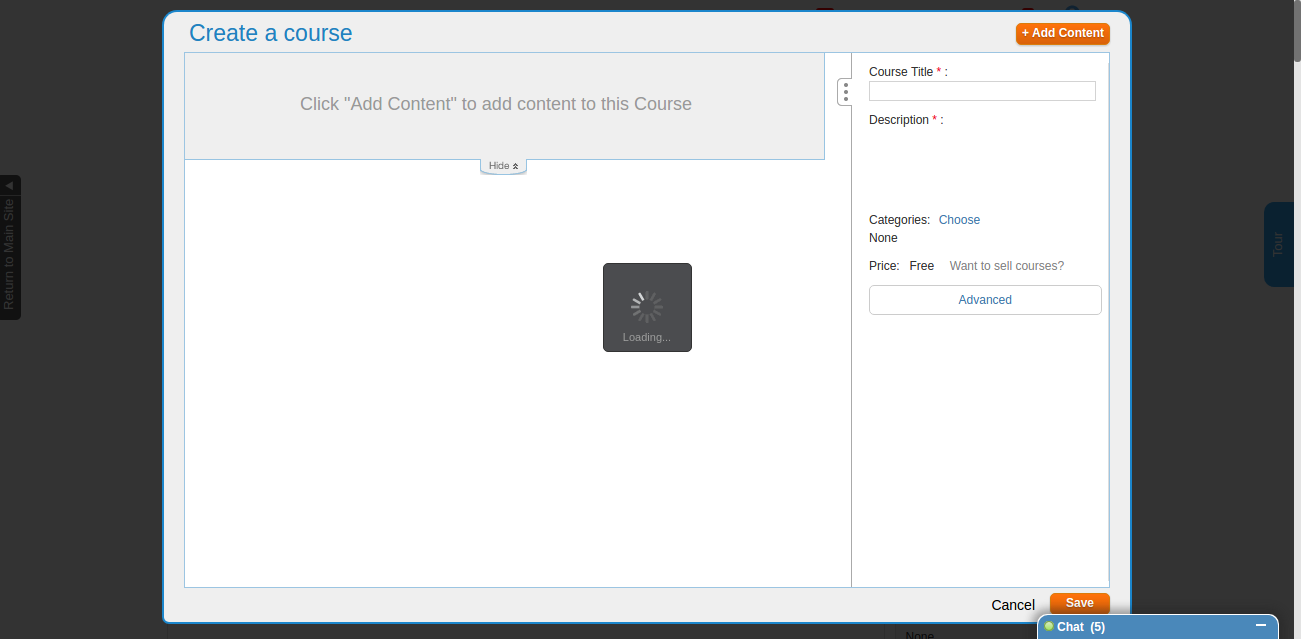 Create a course
+ Add Content
Click "Add Content" to add content to this Course
Hide
Course Title * :
Description * :
Categories: Choose
None
Price: Free Want to sell courses?
Advanced
Loading...
Return to Main Site
Tour
Cancel
Save
Chat (5)
None